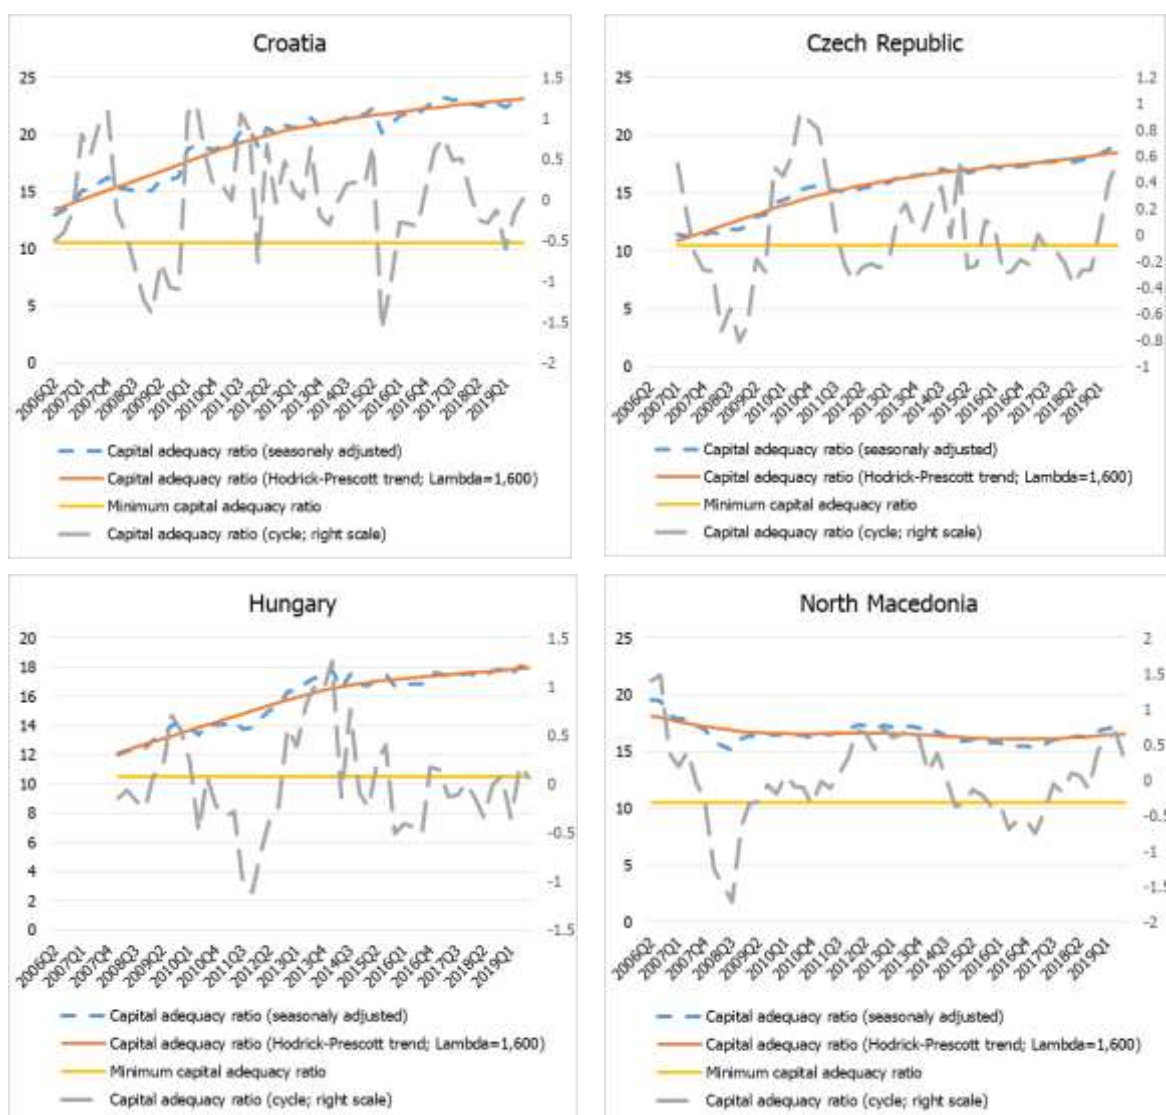 Croatia
25
20
15
10
5
0
1.5
1
0.5
0
-0.5
-1
-1.5
-2
2006Q2 2007Q1 2007Q4 2008Q3 2009Q2 2010Q1 2010Q4 2011Q3 2012Q2 2013Q1 2013Q4 2014Q3 2015Q2 2016Q1 2016Q4 2017Q3 2018Q2 2019Q1
Capital adequacy ratio (seasonaly adjusted)
Capital adequacy ratio (Hodrick-Prescott trend; Lambda=1,600)
Minimum capital adequacy ratio
Capital adequacy ratio (cycle; right scale)
Czech Republic
25
20
15
10
5
0
1.2
1
0.8
0.6
0.4
0.2
0
-0.2
-0.4
-0.6
-0.8
-1
2006Q2 2007Q1 2007Q4 2008Q3 2009Q2 2010Q1 2010Q4 2011Q3 2012Q2 2013Q1 2013Q4 2014Q3 2015Q2 2016Q1 2016Q4 2017Q3 2018Q2 2019Q1
Capital adequacy ratio (seasonaly adjusted)
Capital adequacy ratio (Hodrick-Prescott trend; Lambda=1,600)
Minimum capital adequacy ratio
Capital adequacy ratio (cycle; right scale)
Hungary
20
18
16
14
12
10
8
6
4
2
0
1.5
1
0.5
0
-0.5
-1
-1.5
2006Q2 2007Q1 2007Q4 2008Q3 2009Q2 2010Q1 2010Q4 2011Q3 2012Q2 2013Q1 2013Q4 2014Q3 2015Q2 2016Q1 2016Q4 2017Q3 2018Q2 2019Q1
Capital adequacy ratio (seasonaly adjusted)
Capital adequacy ratio (Hodrick-Prescott trend; Lambda=1,600)
Minimum capital adequacy ratio
Capital adequacy ratio (cycle; right scale)
North Macedonia
25
20
15
10
5
0
2
1.5
1
0.5
0
-0.5
-1
-1.5
-2
2006Q2 2007Q1 2007Q4 2008Q3 2009Q2 2010Q1 2010Q4 2011Q3 2012Q2 2013Q1 2013Q4 2014Q3 2015Q2 2016Q1 2016Q4 2017Q3 2018Q2 2019Q1
Capital adequacy ratio (seasonaly adjusted)
Capital adequacy ratio (Hodrick-Prescott trend; Lambda=1,600)
Minimum capital adequacy ratio
Capital adequacy ratio (cycle; right scale)